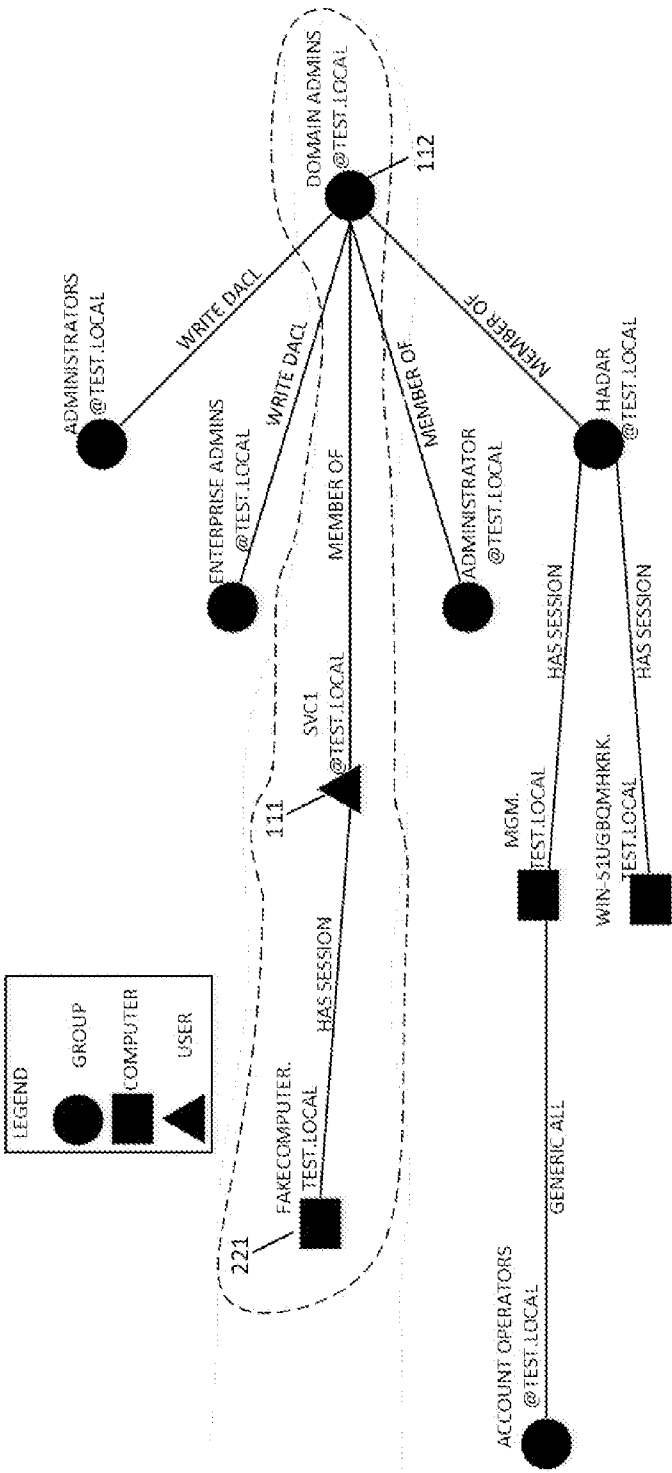 LEGEND
GROUP
COMPUTER
USER
ADMINISTRATORS
@TEST.LOCAL
WRITE DACL
ENTERPRISE ADMINS
@TEST.LOCAL
WRITE DACL
DOMAIN ADMINS
@TEST.LOCAL
112
221
FAKECOMPUTER.
TEST.LOCAL
HAS SESSION
111
SVC1
@TEST.LOCAL
MEMBER OF
ADMINISTRATOR
@TEST.LOCAL
MEMBER OF
ACCOUNT OPERATORS
@TEST.LOCAL
GENERIC ALL
MGM.
TEST.LOCAL
HAS SESSION
HADAR
@TEST.LOCAL
MEMBER OF
WIN-51UGBQMHKRK.
TEST.LOCAL
HAS SESSION